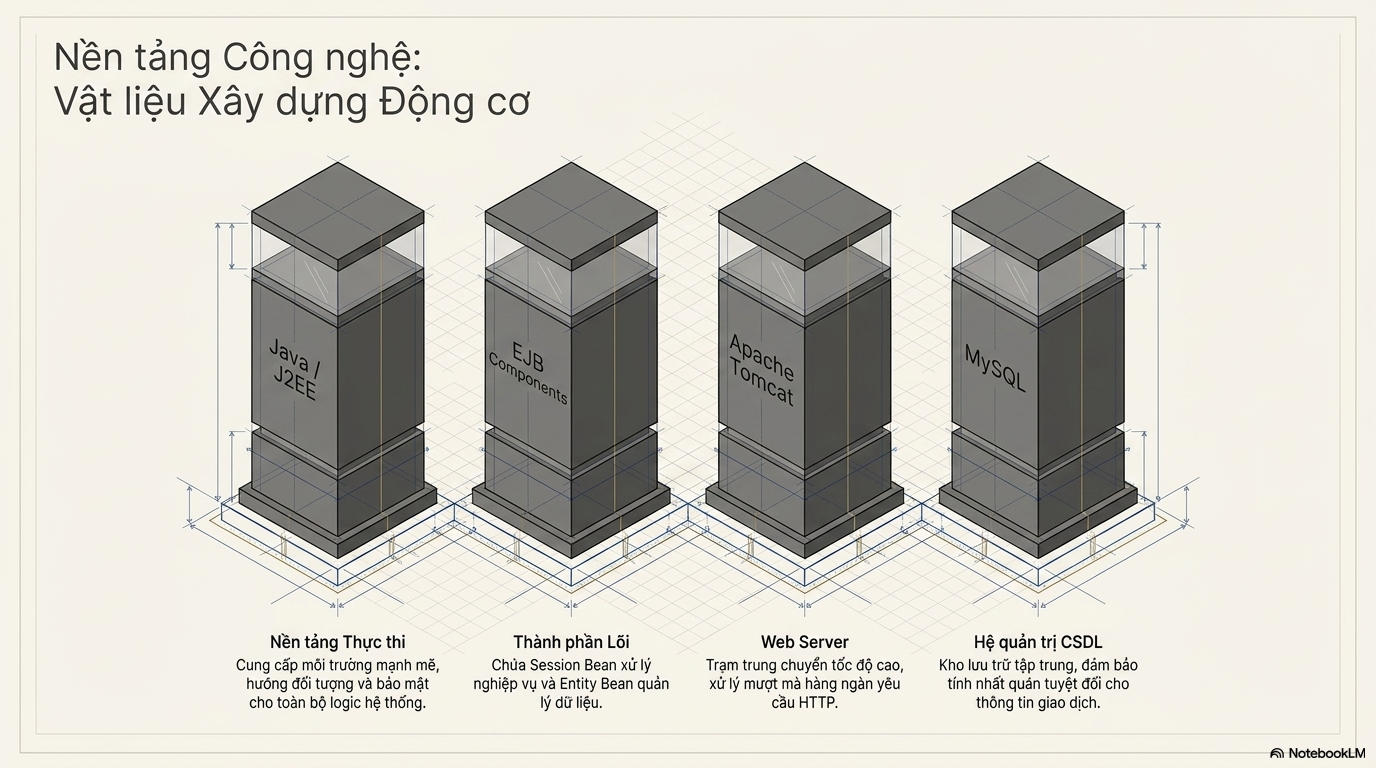 Nền tảng Công nghệ:
Vật liệu Xây dựng Động cơ
Java /
J2EE
EJB
Components
Apache
Tomcat
MySQL
Nền tảng Thực thi
Cung cấp môi trường mạnh mẽ,
hướng đối tượng và bảo mật
cho toàn bộ logic hệ thống.
Thành phần Lõi
Chứa Session Bean xử lý
nghiệp vụ và Entity Bean quản
lý dữ liệu.
Web Server
Trạm trung chuyển tốc độ cao,
xử lý mượt mà hàng ngàn yêu
cầu HTTP.
Hệ quản trị CSDL
Kho lưu trữ tập trung, đảm bảo
tính nhất quán tuyệt đối cho
thông tin giao dịch.
NotebookLM